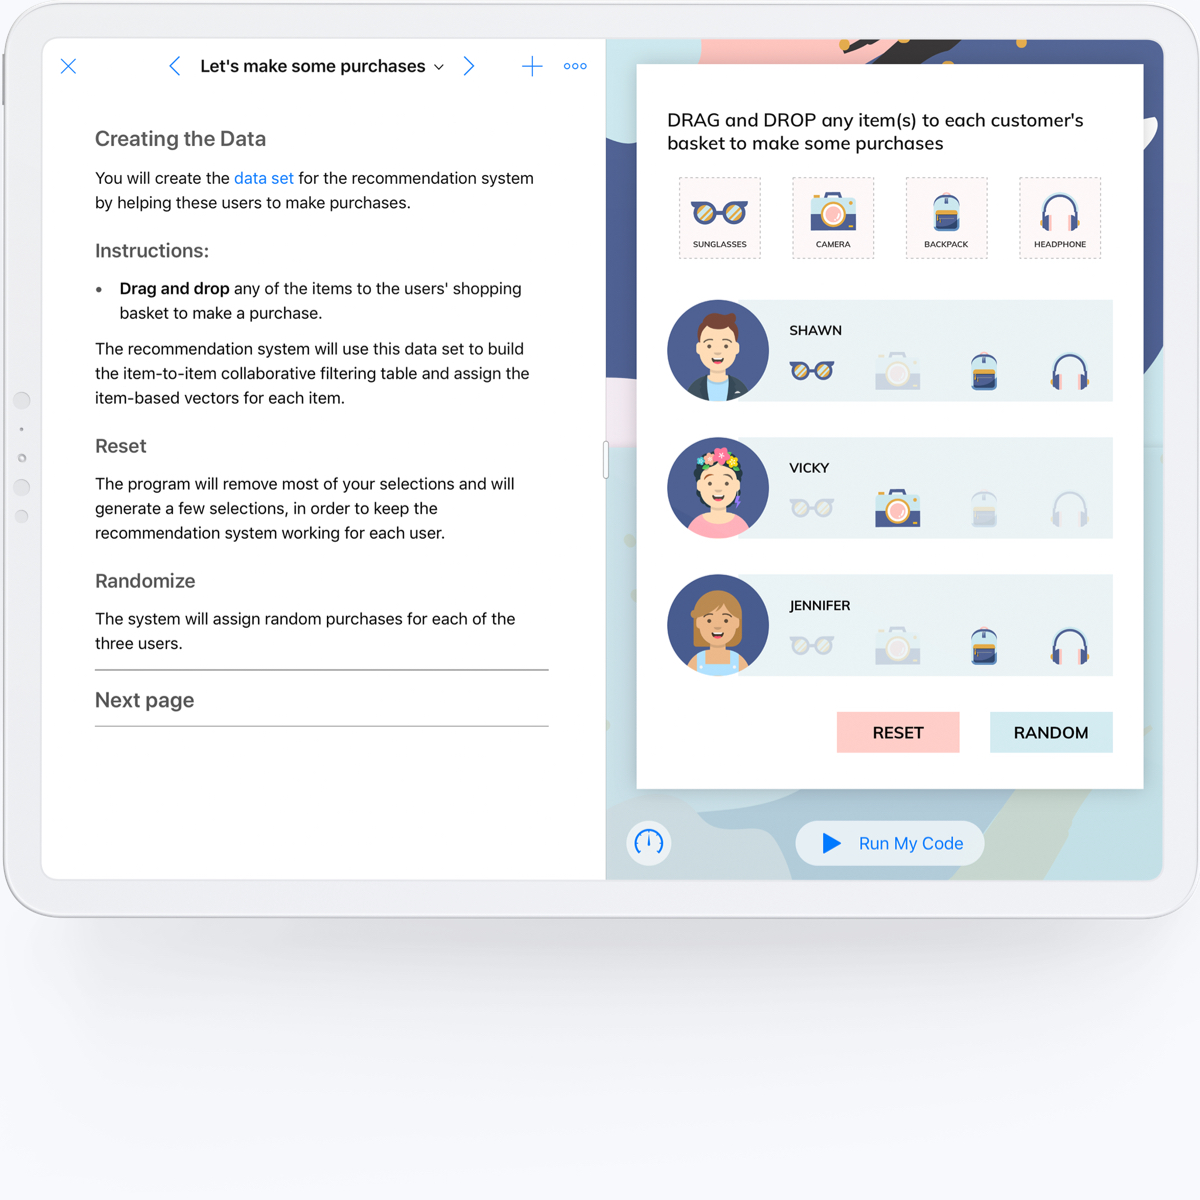 Let's make some purchases
Creating the Data
You will create the data set for the recommendation system
by helping these users to make purchases.
Instructions:
• Drag and drop any of the items to the users' shopping
basket to make a purchase.
The recommendation system will use this data set to build
the item-to-item collaborative filtering table and assign the
item-based vectors for each item.
Reset
The program will remove most of your selections and will
generate a few selections, in order to keep the
recommendation system working for each user.
Randomize
The system will assign random purchases for each of the
three users.
Next page
DRAG and DROP any item(s) to each customer's
basket to make some purchases
SUNGLASSES
CAMERA
BACKPACK
HEADPHONE
SHAWN
VICKY
JENNIFER
RESET
RANDOM
Run My Code